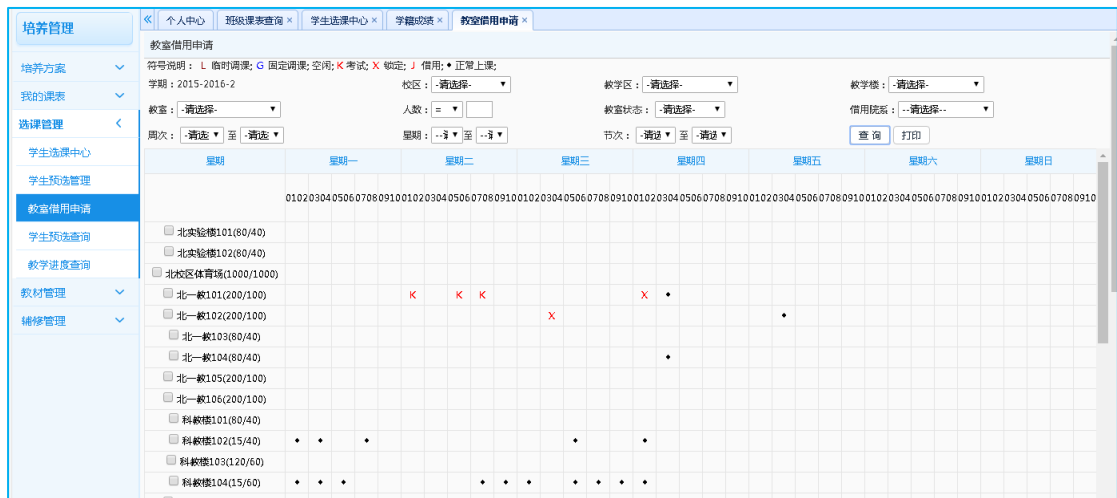 培养管理
培养方案
我的课表
选课管理
学生选课中心
学生预选管理
教室借用申请
学生预选查询
教学进度查询
教材管理
辅修管理
个人中心 班级课表查询× 学生选课中心× 学籍成绩× 教室借用申请×
教室借用申请
符号说明： L 临时调课; G 固定调课;空闲; K 考试; X 锁定; J 借用; ◆ 正常上课;
学期：2015-2016-2 校区：-请选择- 教学区：-请选择- 教学楼：-请选择-
教室：-请选择- 人数：= 教室状态：-请选择- 借用院系：--请选择--
周次：-请选 至 -请选 星期： 至 节次：-请选 至 -请选 查询 打印
星期 星期一 星期二 星期三 星期四 星期五 星期六 星期日
01020304050607080910010203040506070809100102030405060708091001020304050607080910010203040506070809100102030405060708091001020304050607080910
北实验楼101(80/40)
北实验楼102(80/40)
北校区体育场(1000/1000)
北一教101(200/100) K K K X ◆
北一教102(200/100) X ◆
北一教103(80/40)
北一教104(80/40) ◆
北一教105(200/100)
北一教106(200/100)
科教楼101(80/40)
科教楼102(15/40) ◆ ◆ ◆ ◆ ◆
科教楼103(120/60)
科教楼104(15/60) ◆ ◆ ◆ ◆ ◆ ◆ ◆ ◆ ◆ ◆